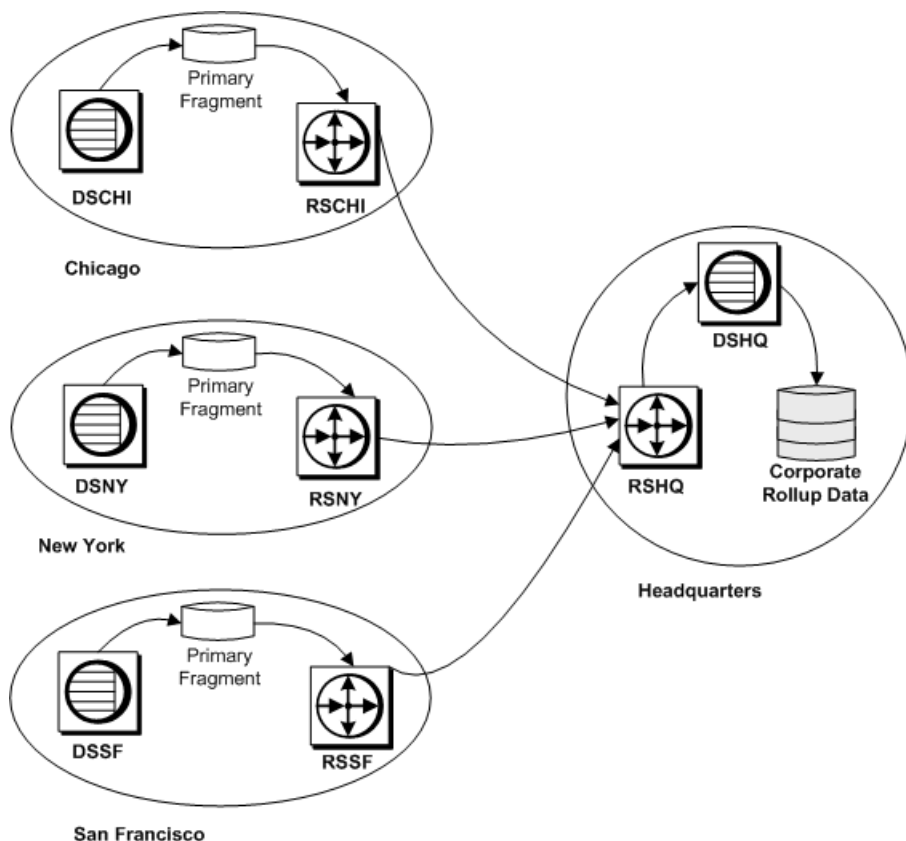 Primary
Fragment
DSCHI
RSCHI
Chicago
Primary
Fragment
DSNY
RSNY
New York
Primary
Fragment
DSSF
RSSF
San Francisco
DSHQ
RSHQ
Corporate
Rollup Data
Headquarters